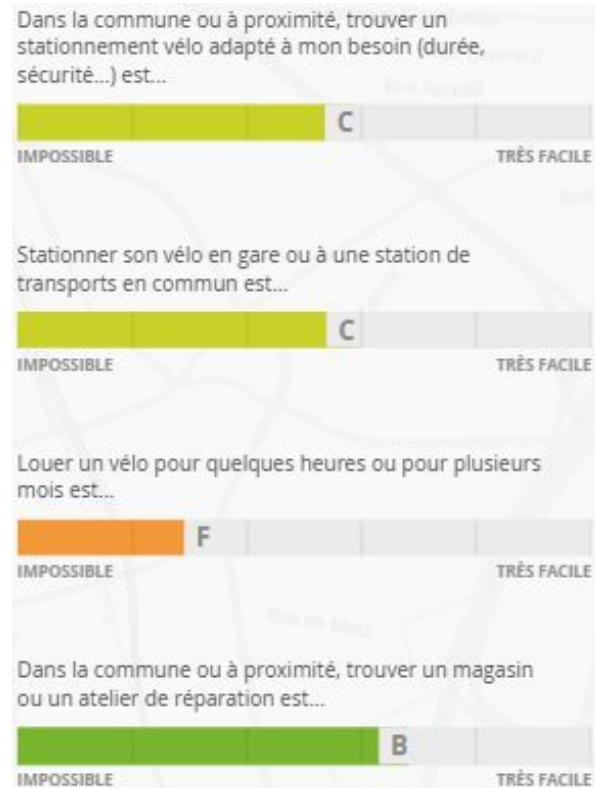 Dans la commune ou à proximité, trouver un
stationnement vélo adapté à mon besoin (durée,
sécurité...) est...
C
IMPOSSIBLE TRÈS FACILE
Stationner son vélo en gare ou à une station de
transports en commun est...
C
IMPOSSIBLE TRÈS FACILE
Louer un vélo pour quelques heures ou pour plusieurs
mois est...
F
IMPOSSIBLE TRÈS FACILE
Rue de Metz
Dans la commune ou à proximité, trouver un magasin
ou un atelier de réparation est...
B
IMPOSSIBLE TRÈS FACILE